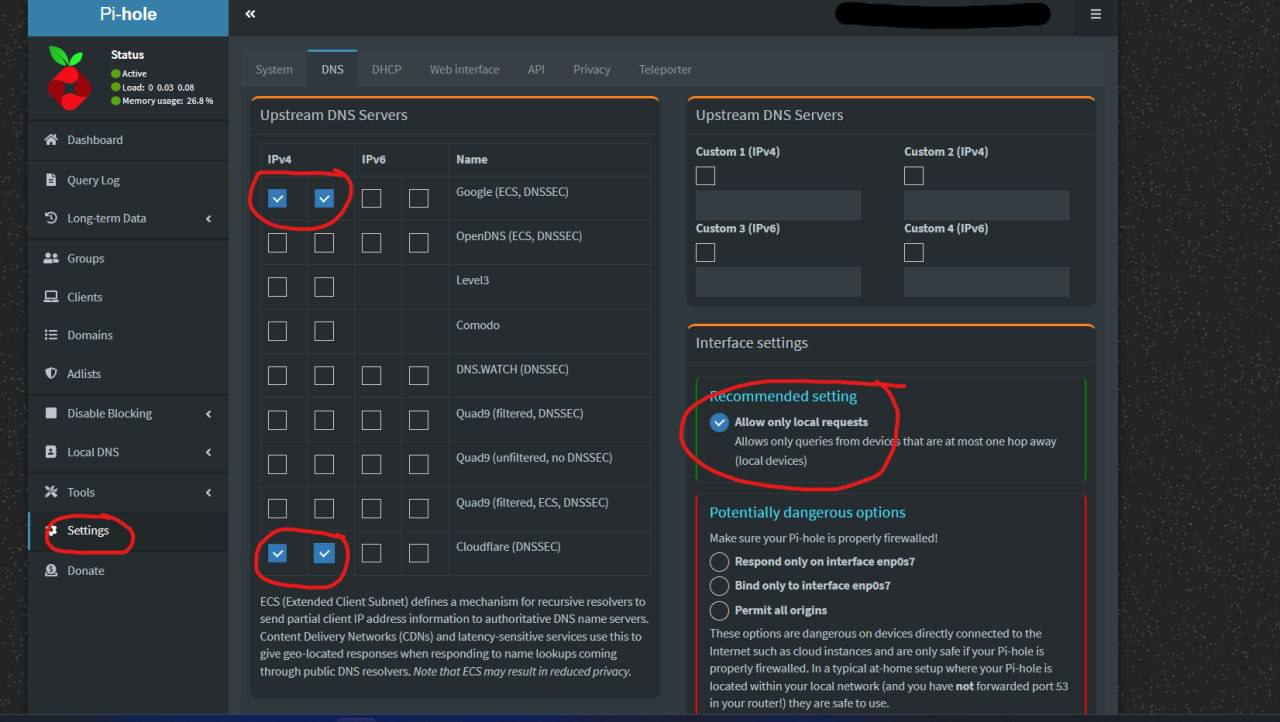 Pi-hole
Status
Active
Load: 0 0.03 0.08
Memory usage: 26.8 %
Dashboard
Query Log
Long-term Data
Groups
Clients
Domains
Adlists
Disable Blocking
Local DNS
Tools
Settings
Donate
System DNS DHCP Web interface API Privacy Teleporter
Upstream DNS Servers
IPv4 IPv6 Name
Google (ECS, DNSSEC)
OpenDNS (ECS, DNSSEC)
Level3
Comodo
DNS.WATCH (DNSSEC)
Quad9 (filtered, DNSSEC)
Quad9 (unfiltered, no DNSSEC)
Quad9 (filtered, ECS, DNSSEC)
Cloudflare (DNSSEC)
ECS (Extended Client Subnet) defines a mechanism for recursive resolvers to
send partial client IP address information to authoritative DNS name servers.
Content Delivery Networks (CDNs) and latency-sensitive services use this to
give geo-located responses when responding to name lookups coming
through public DNS resolvers. Note that ECS may result in reduced privacy.
Upstream DNS Servers
Custom 1 (IPv4) Custom 2 (IPv4)
Custom 3 (IPv6) Custom 4 (IPv6)
Interface settings
Recommended setting
Allow only local requests
Allows only queries from devices that are at most one hop away
(local devices)
Potentially dangerous options
Make sure your Pi-hole is properly firewalled!
Respond only on interface enp0s7
Bind only to interface enp0s7
Permit all origins
These options are dangerous on devices directly connected to the
Internet such as cloud instances and are only safe if your Pi-hole is
properly firewalled. In a typical at-home setup where your Pi-hole is
located within your local network (and you have not forwarded port 53
in your router!) they are safe to use.